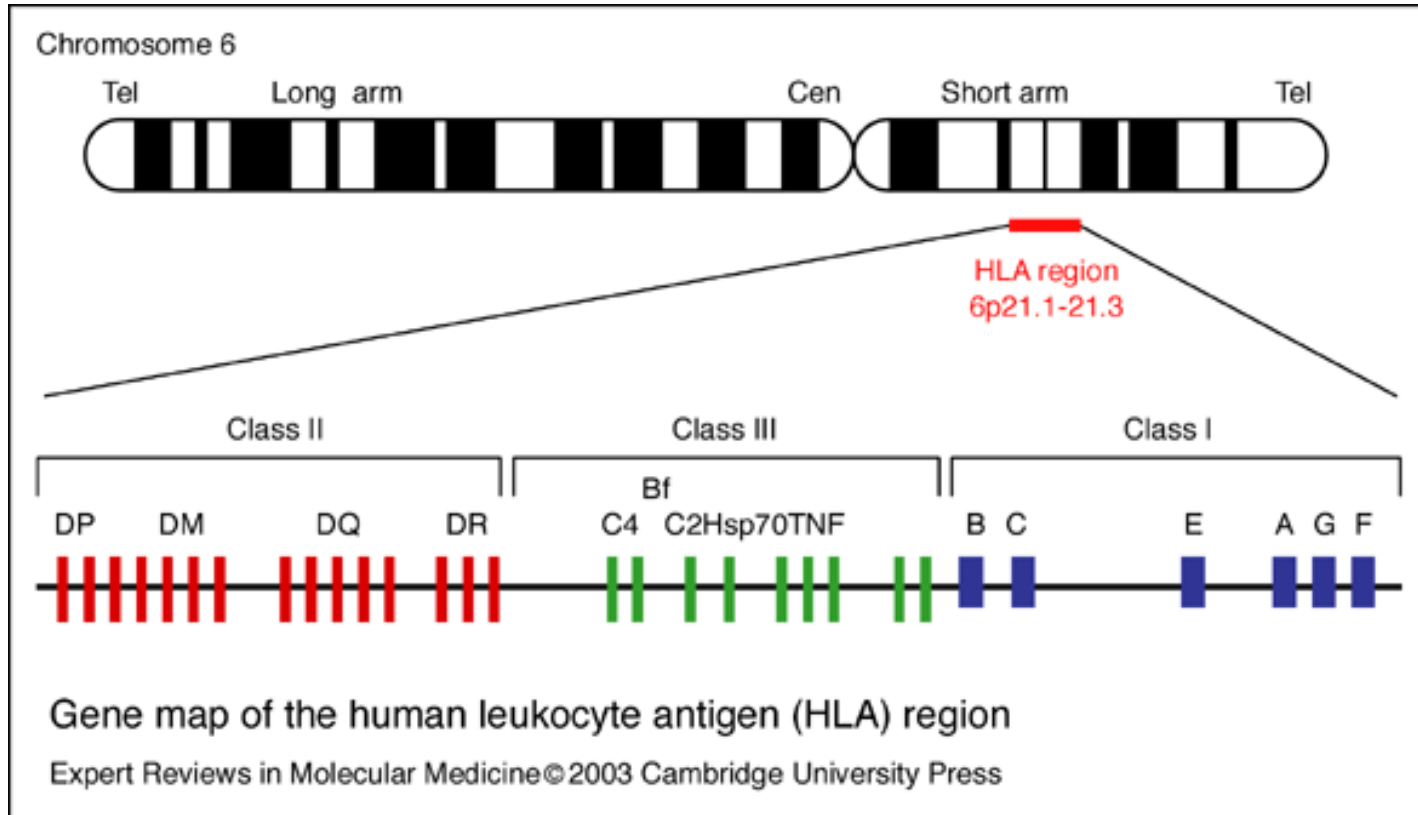 Chromosome 6
Tel Long arm Cen Short arm Tel
HLA region
6p21.1-21.3
Class II Class III Class I
Bf
DP DM DQ DR C4 C2Hsp70TNF B C E A G F
Gene map of the human leukocyte antigen (HLA) region
Expert Reviews in Molecular Medicine©2003 Cambridge University Press